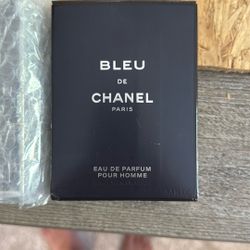 BLEU
DE
CHANEL
PARIS
EAU DE PARFUM
POUR HOMME